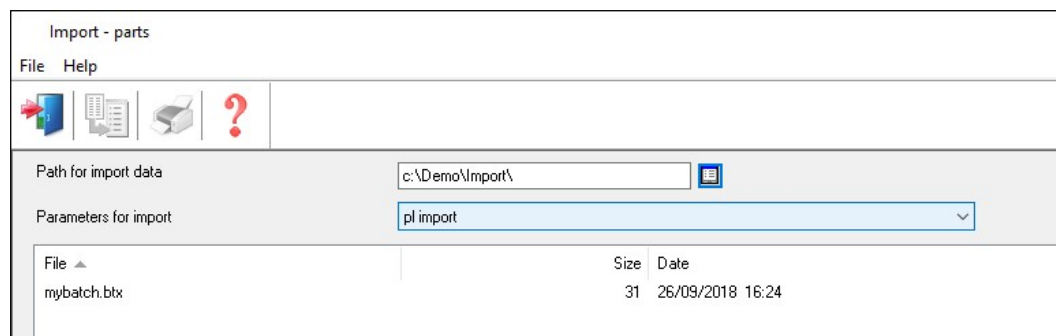 Import - parts
File Help
Path for import data c:\Demo\Import\
Parameters for import pl import
File Size Date
mybatch.btx 31 26/09/2018 16:24